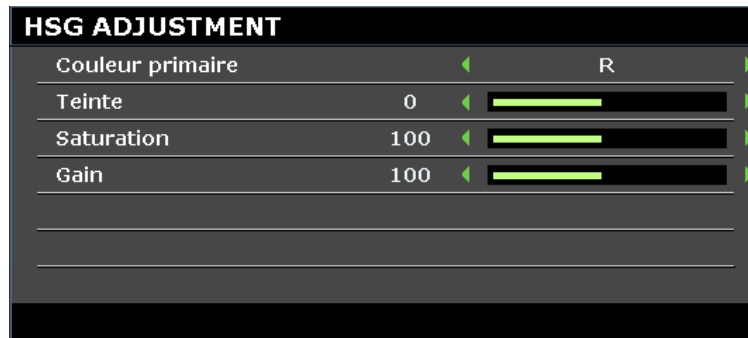 HSG ADJUSTMENT
Couleur primaire R
Teinte 0
Saturation 100
Gain 100